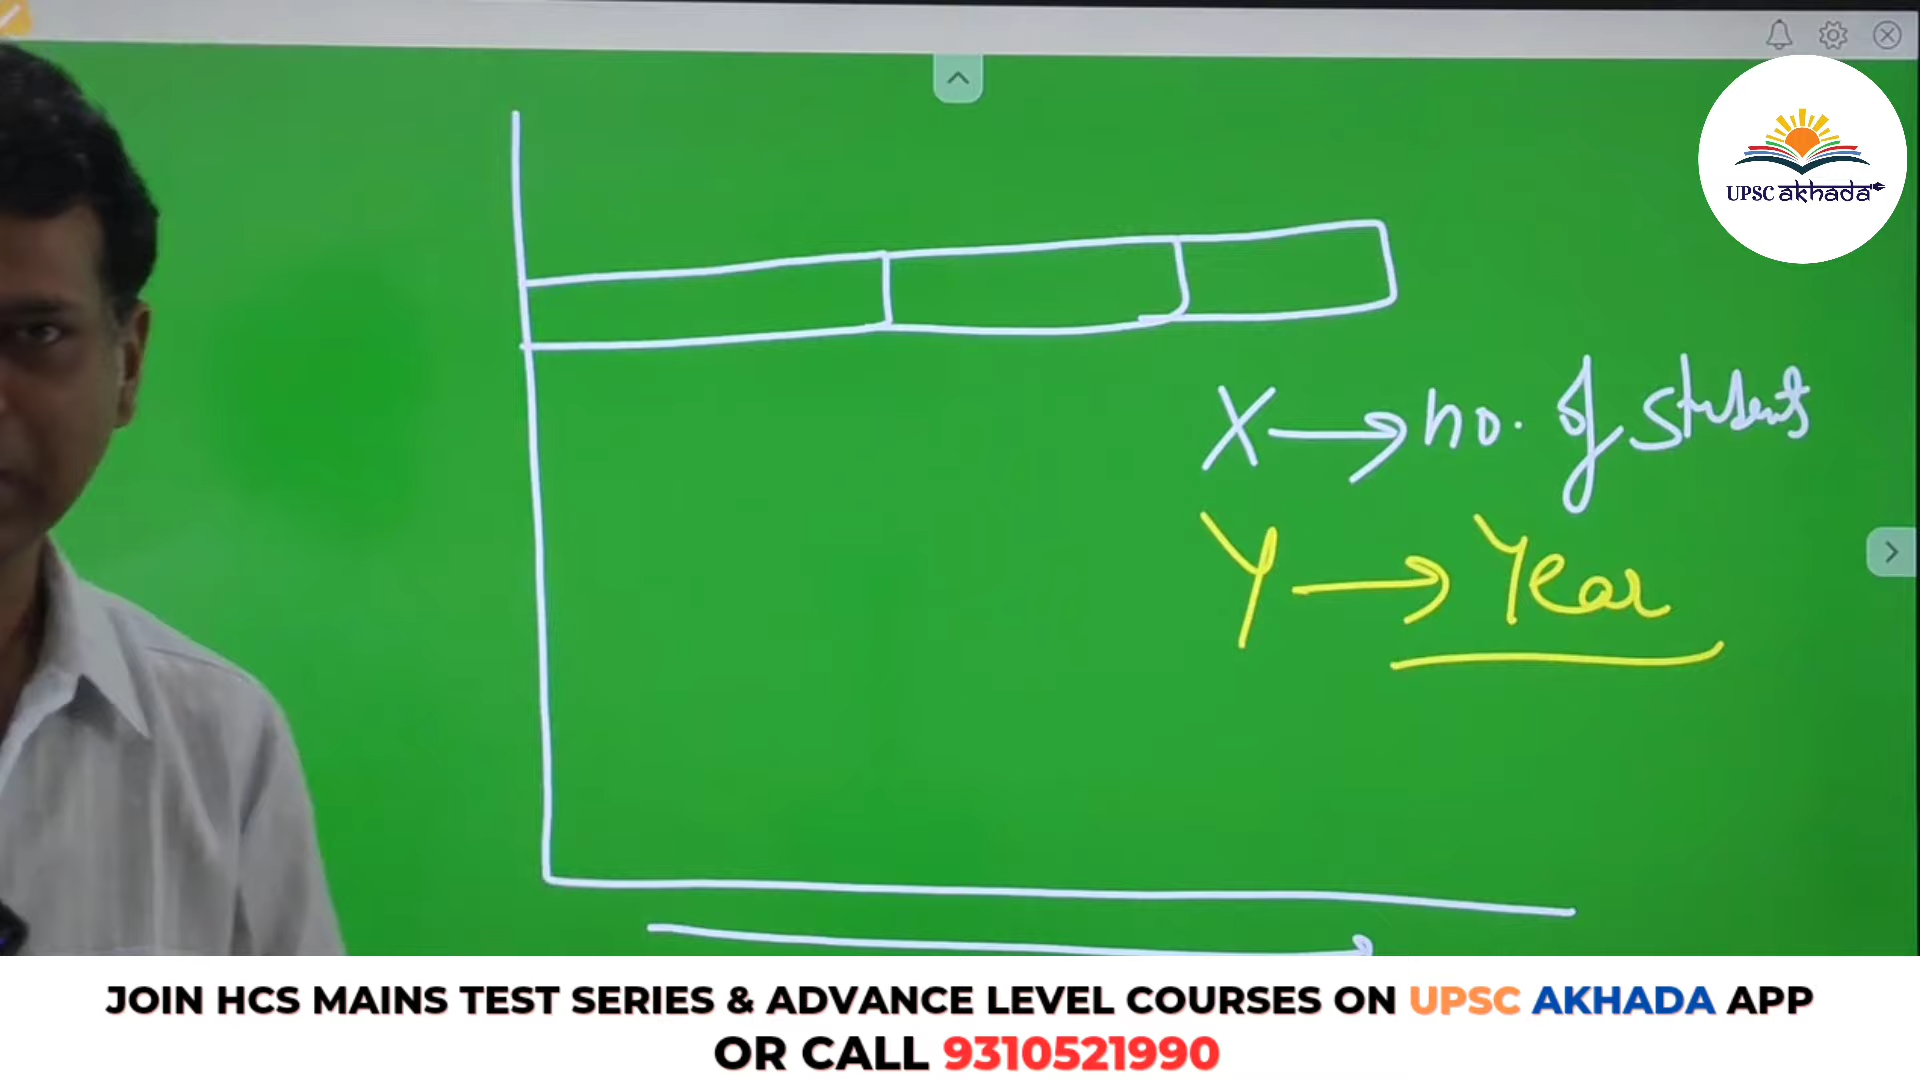 UPSC akhada
X → no. of students
Y → Year
JOIN HCS MAINS TEST SERIES & ADVANCE LEVEL COURSES ON UPSC AKHADA APP
OR CALL 9310521990